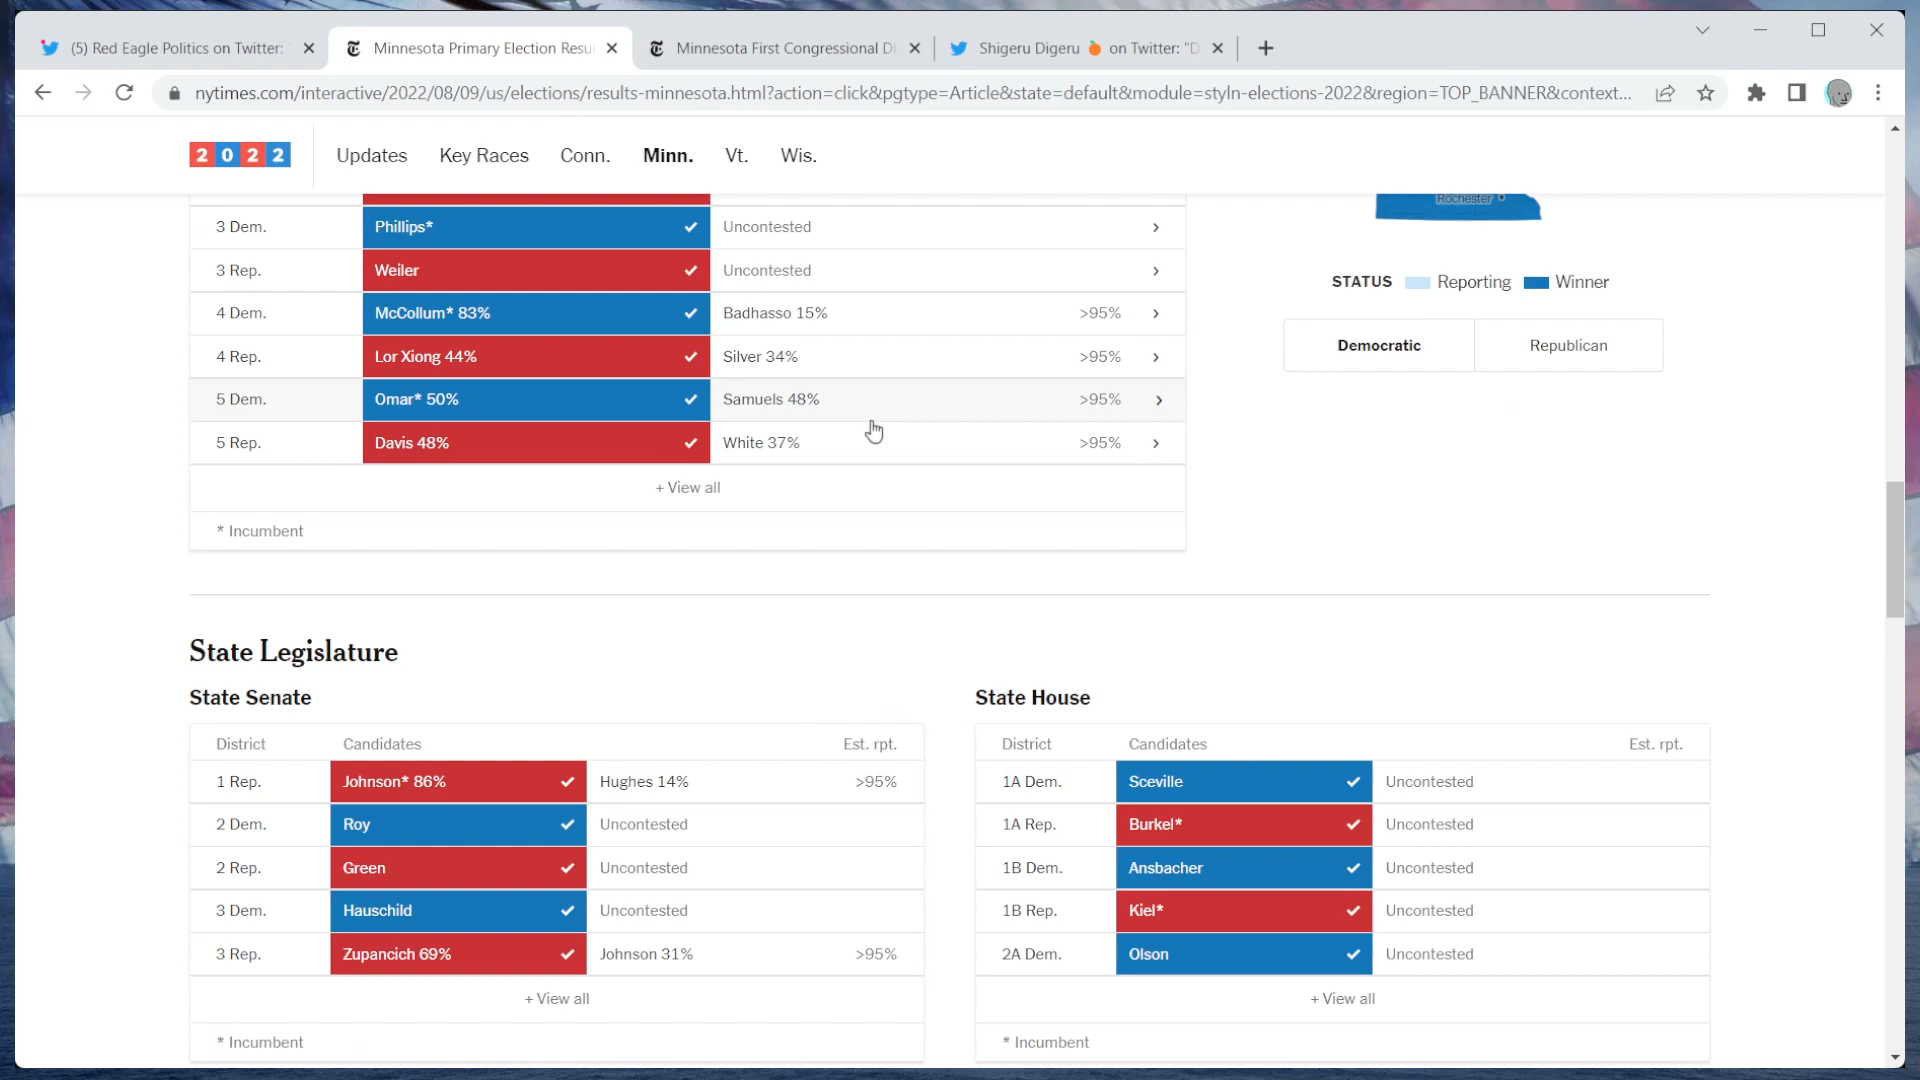 (5) Red Eagle Politics on Twitter:
Minnesota Primary Election Resu
Minnesota First Congressional Di
Shigeru Digeru 🍊 on Twitter: "D
nytimes.com/interactive/2022/08/09/us/elections/results-minnesota.html?action=click&pgtype=Article&state=default&module=styln-elections-2022&region=TOP_BANNER&context...
2022 Updates Key Races Conn. Minn. Vt. Wis.
Rochester
3 Dem. Phillips* Uncontested
3 Rep. Weiler Uncontested
STATUS Reporting Winner
4 Dem. McCollum* 83% Badhasso 15% >95%
Democratic Republican
4 Rep. Lor Xiong 44% Silver 34% >95%
5 Dem. Omar* 50% Samuels 48% >95%
5 Rep. Davis 48% White 37% >95%
+ View all
* Incumbent
State Legislature
State Senate
District Candidates Est. rpt.
1 Rep. Johnson* 86% Hughes 14% >95%
2 Dem. Roy Uncontested
2 Rep. Green Uncontested
3 Dem. Hauschild Uncontested
3 Rep. Zupancich 69% Johnson 31% >95%
+ View all
* Incumbent
State House
District Candidates Est. rpt.
1A Dem. Sceville Uncontested
1A Rep. Burkel* Uncontested
1B Dem. Ansbacher Uncontested
1B Rep. Kiel* Uncontested
2A Dem. Olson Uncontested
+ View all
* Incumbent